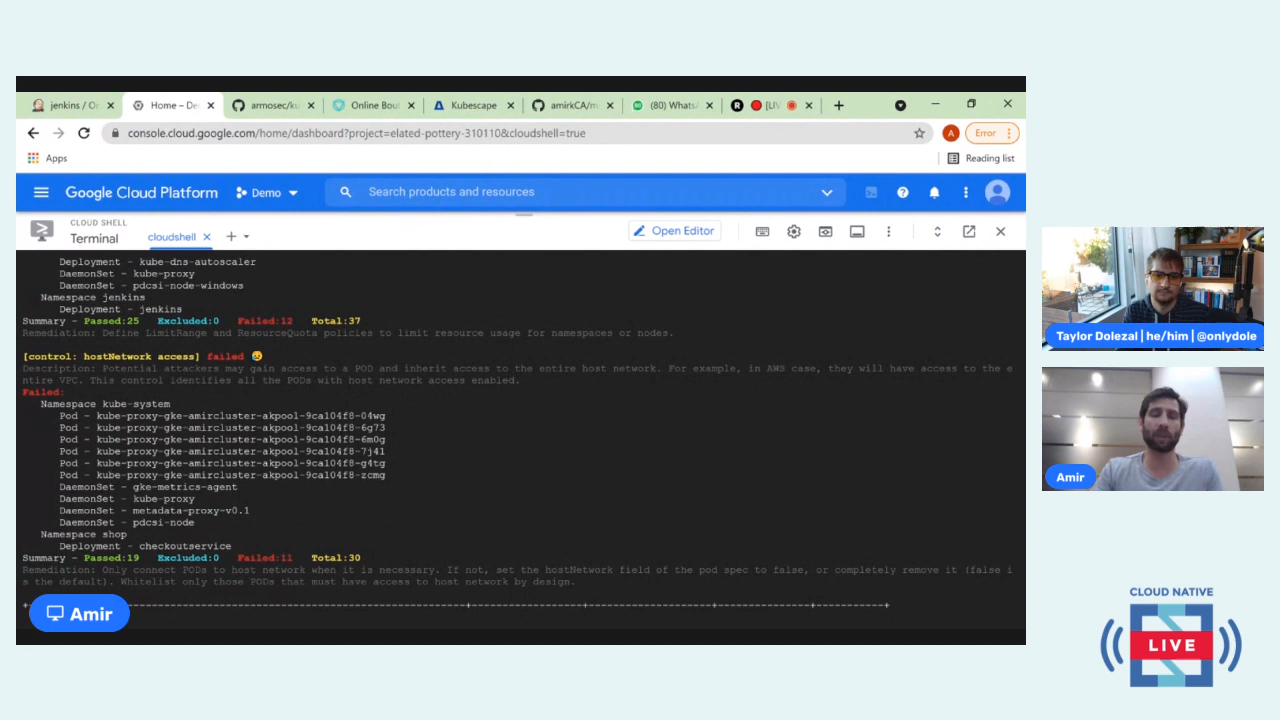 jenkins / Or
Home – De
armosec/ku
Online Bout
Kubescape
amirkCA/m
(80) Whats
[LIV
console.cloud.google.com/home/dashboard?project=elated-pottery-310110&cloudshell=true
A
Error
Apps
Reading list
Google Cloud Platform
Demo
Search products and resources
CLOUD SHELL
Terminal
cloudshell
Open Editor
Deployment - kube-dns-autoscaler
DaemonSet - kube-proxy
DaemonSet - pdcsi-node-windows
Namespace jenkins
Deployment - jenkins
Summary - Passed:25 Excluded:0 Failed:12 Total:37
Remediation: Define LimitRange and ResourceQuota policies to limit resource usage for namespaces or nodes.
[control: hostNetwork access] failed 😥
Description: Potential attackers may gain access to a POD and inherit access to the entire host network. For example, in AWS case, they will have access to the e
ntire VPC. This control identifies all the PODs with host network access enabled.
Failed:
Namespace kube-system
Pod - kube-proxy-gke-amircluster-akpool-9ca104f8-04wg
Pod - kube-proxy-gke-amircluster-akpool-9ca104f8-6g73
Pod - kube-proxy-gke-amircluster-akpool-9ca104f8-6m0g
Pod - kube-proxy-gke-amircluster-akpool-9ca104f8-7j41
Pod - kube-proxy-gke-amircluster-akpool-9ca104f8-g4tg
Pod - kube-proxy-gke-amircluster-akpool-9ca104f8-zcmg
DaemonSet - gke-metrics-agent
DaemonSet - kube-proxy
DaemonSet - metadata-proxy-v0.1
DaemonSet - pdcsi-node
Namespace shop
Deployment - checkoutservice
Summary - Passed:19 Excluded:0 Failed:11 Total:30
Remediation: Only connect PODs to host network when it is necessary. If not, set the hostNetwork field of the pod spec to false, or completely remove it (false i
s the default). Whitelist only those PODs that must have access to host network by design.
Amir
Taylor Dolezal | he/him | @onlydole
Amir
CLOUD NATIVE
LIVE